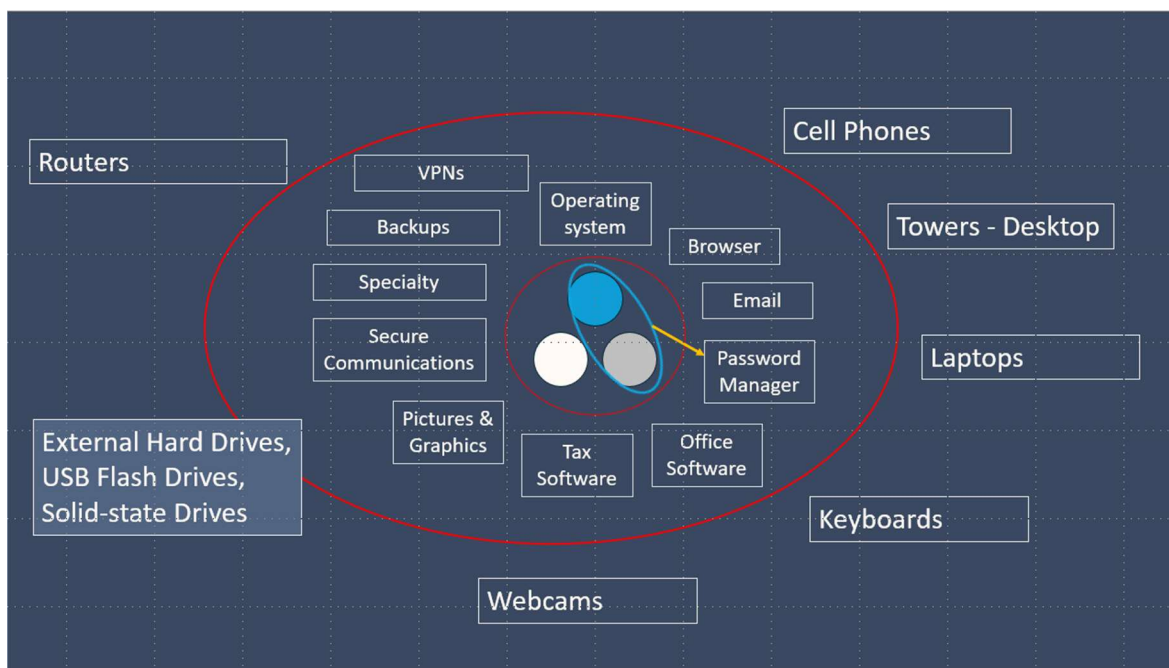 Routers
Cell Phones
VPNs
Operating
system
Backups
Browser
Towers - Desktop
Specialty
Email
Secure
Communications
Password
Manager
Laptops
Pictures &
Graphics
Tax
Software
Office
Software
External Hard Drives,
USB Flash Drives,
Solid-state Drives
Keyboards
Webcams